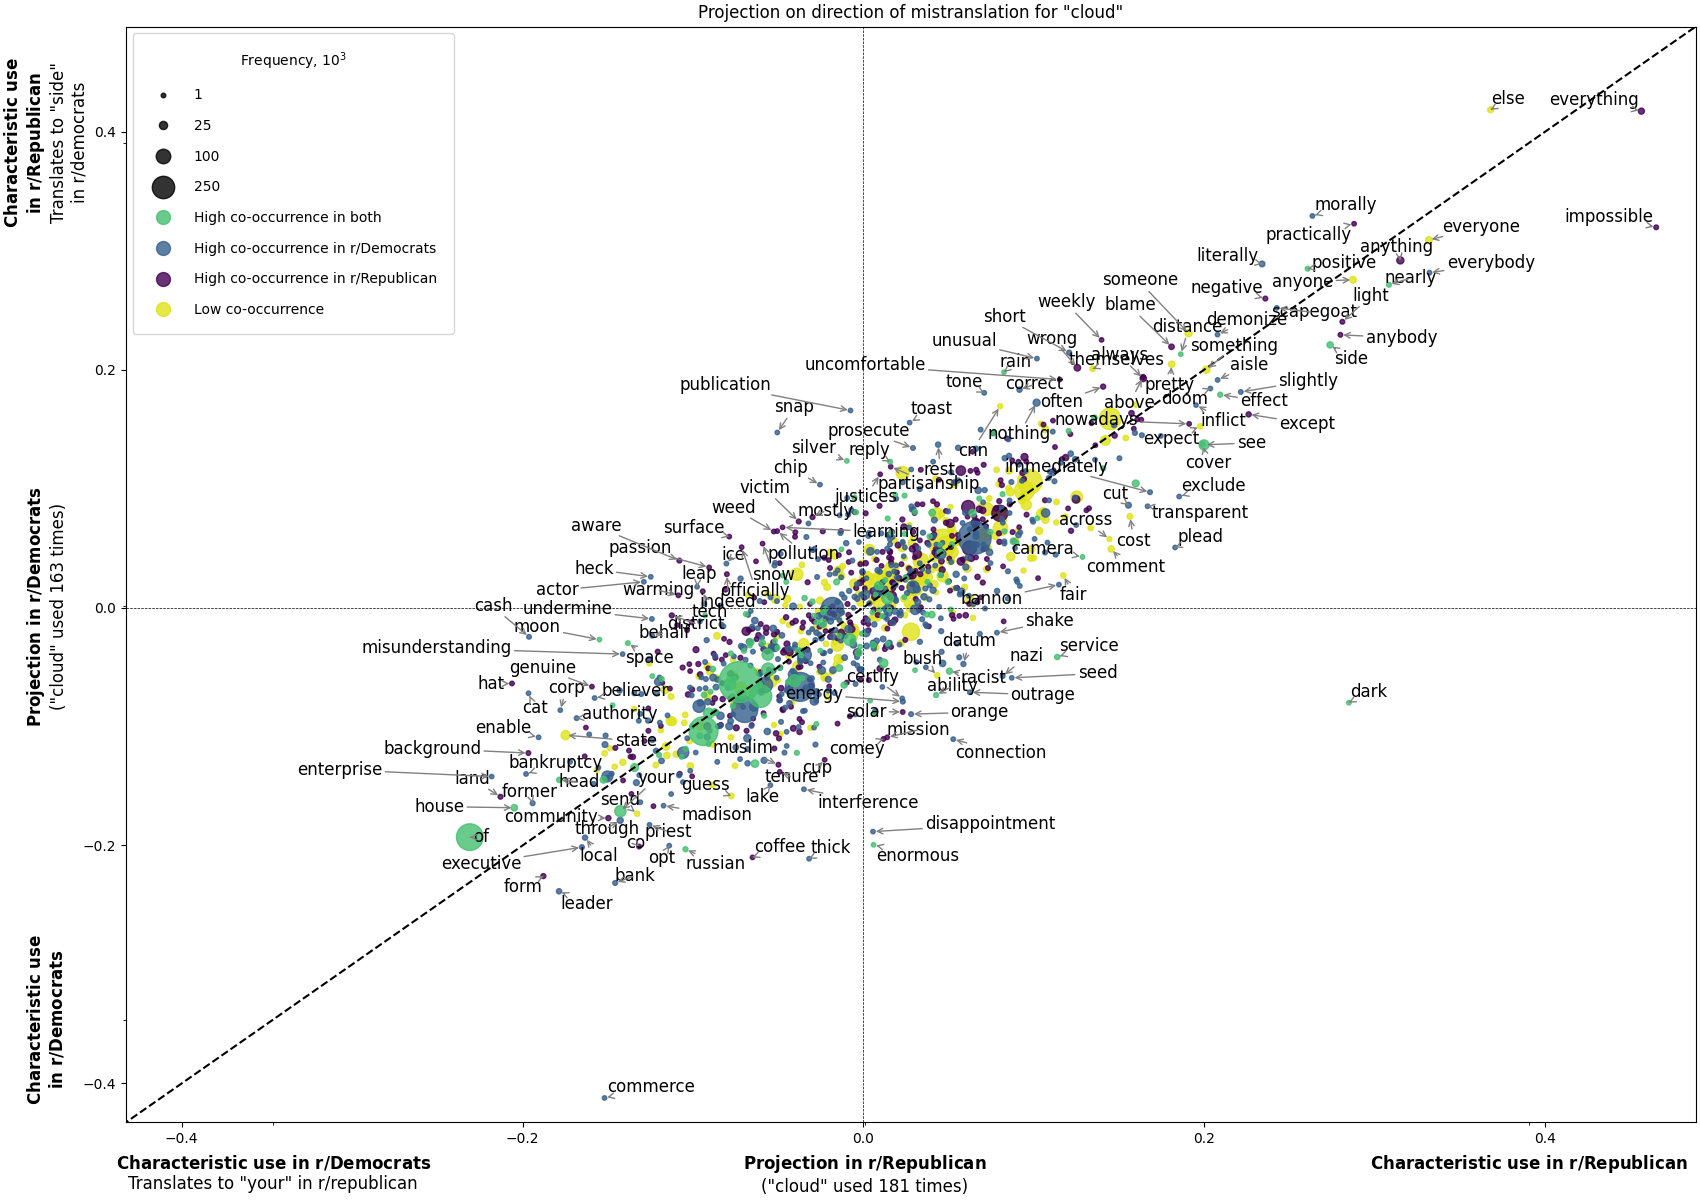 Projection on direction of mistranslation for "cloud"
Characteristic use
in r/Republican
Translates to "side"
in r/democrats
Projection in r/Democrats
("cloud" used 163 times)
Characteristic use
in r/Democrats
Frequency, 10³
1
25
100
250
High co-occurrence in both
High co-occurrence in r/Democrats
High co-occurrence in r/Republican
Low co-occurrence
0.4
0.2
0.0
−0.2
−0.4
else
everything
morally
impossible
practically
everyone
anything
literally
positive
everybody
someone
anyone
nearly
negative
light
weekly
blame
scapegoat
short
distance
demonize
unusual
wrong
always
something
anybody
uncomfortable
rain
themselves
aisle
side
publication
tone
correct
pretty
slightly
often
above
doom
effect
snap
toast
nowadays
inflict
except
prosecute
nothing
expect
see
silver
reply
cnn
cover
chip
rest
immediately
victim
partisanship
cut
exclude
justices
weed
mostly
transparent
aware
surface
learning
across
cost
plead
passion
ice
pollution
camera
comment
heck
leap
snow
actor
warming
officially
bannon
fair
cash
undermine
indeed
tech
moon
district
shake
behalf
misunderstanding
space
datum
service
genuine
bush
nazi
hat
corp
believer
certify
racist
seed
energy
ability
outrage
dark
cat
authority
solar
orange
enable
state
mission
background
muslim
comey
connection
enterprise
bankruptcy
land
head
your
cup
tenure
former
guess
house
send
lake
interference
community
madison
of
through
priest
disappointment
co
executive
local
opt
russian
coffee
thick
enormous
form
bank
leader
commerce
−0.4
−0.2
0.0
0.2
0.4
Characteristic use in r/Democrats
Translates to "your" in r/republican
Projection in r/Republican
("cloud" used 181 times)
Characteristic use in r/Republican